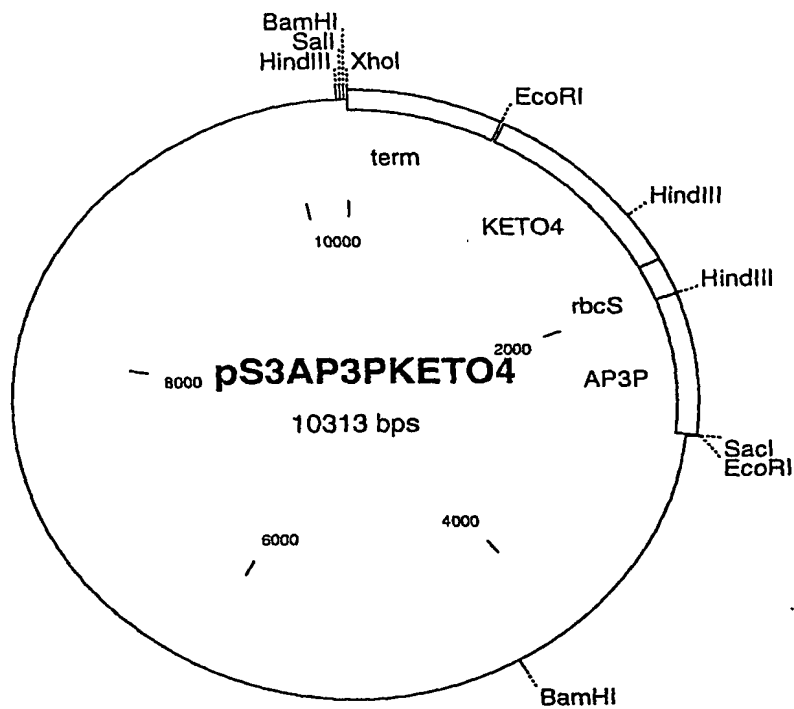 BamHI
SalI
HindIII XhoI
EcoRI
term
HindIII
KETO4
10000
HindIII
rbcS
2000
pS3AP3PKETO4
AP3P
8000
10313 bps
SacI
EcoRI
4000
6000
BamHI